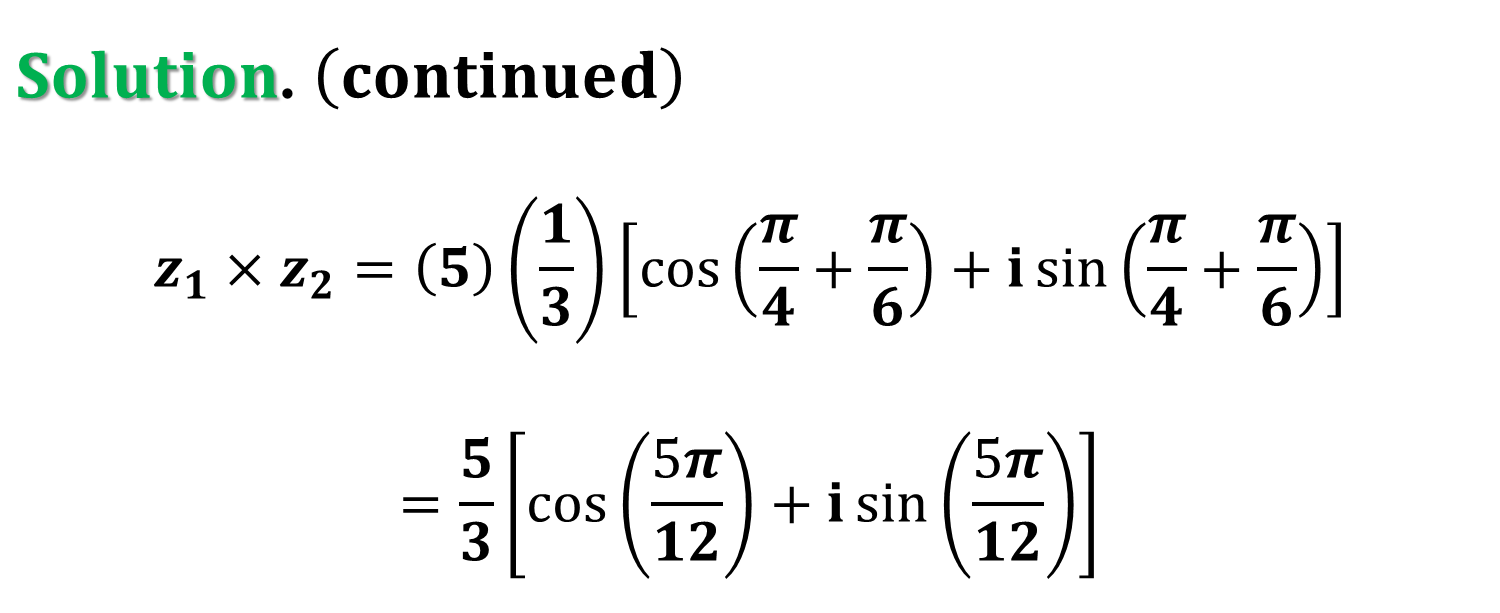 Solution. (continued)
z₁ × z₂ = (5) (1/3) [cos (π/4 + π/6) + i sin (π/4 + π/6)]
= 5/3 [cos (5π/12) + i sin (5π/12)]